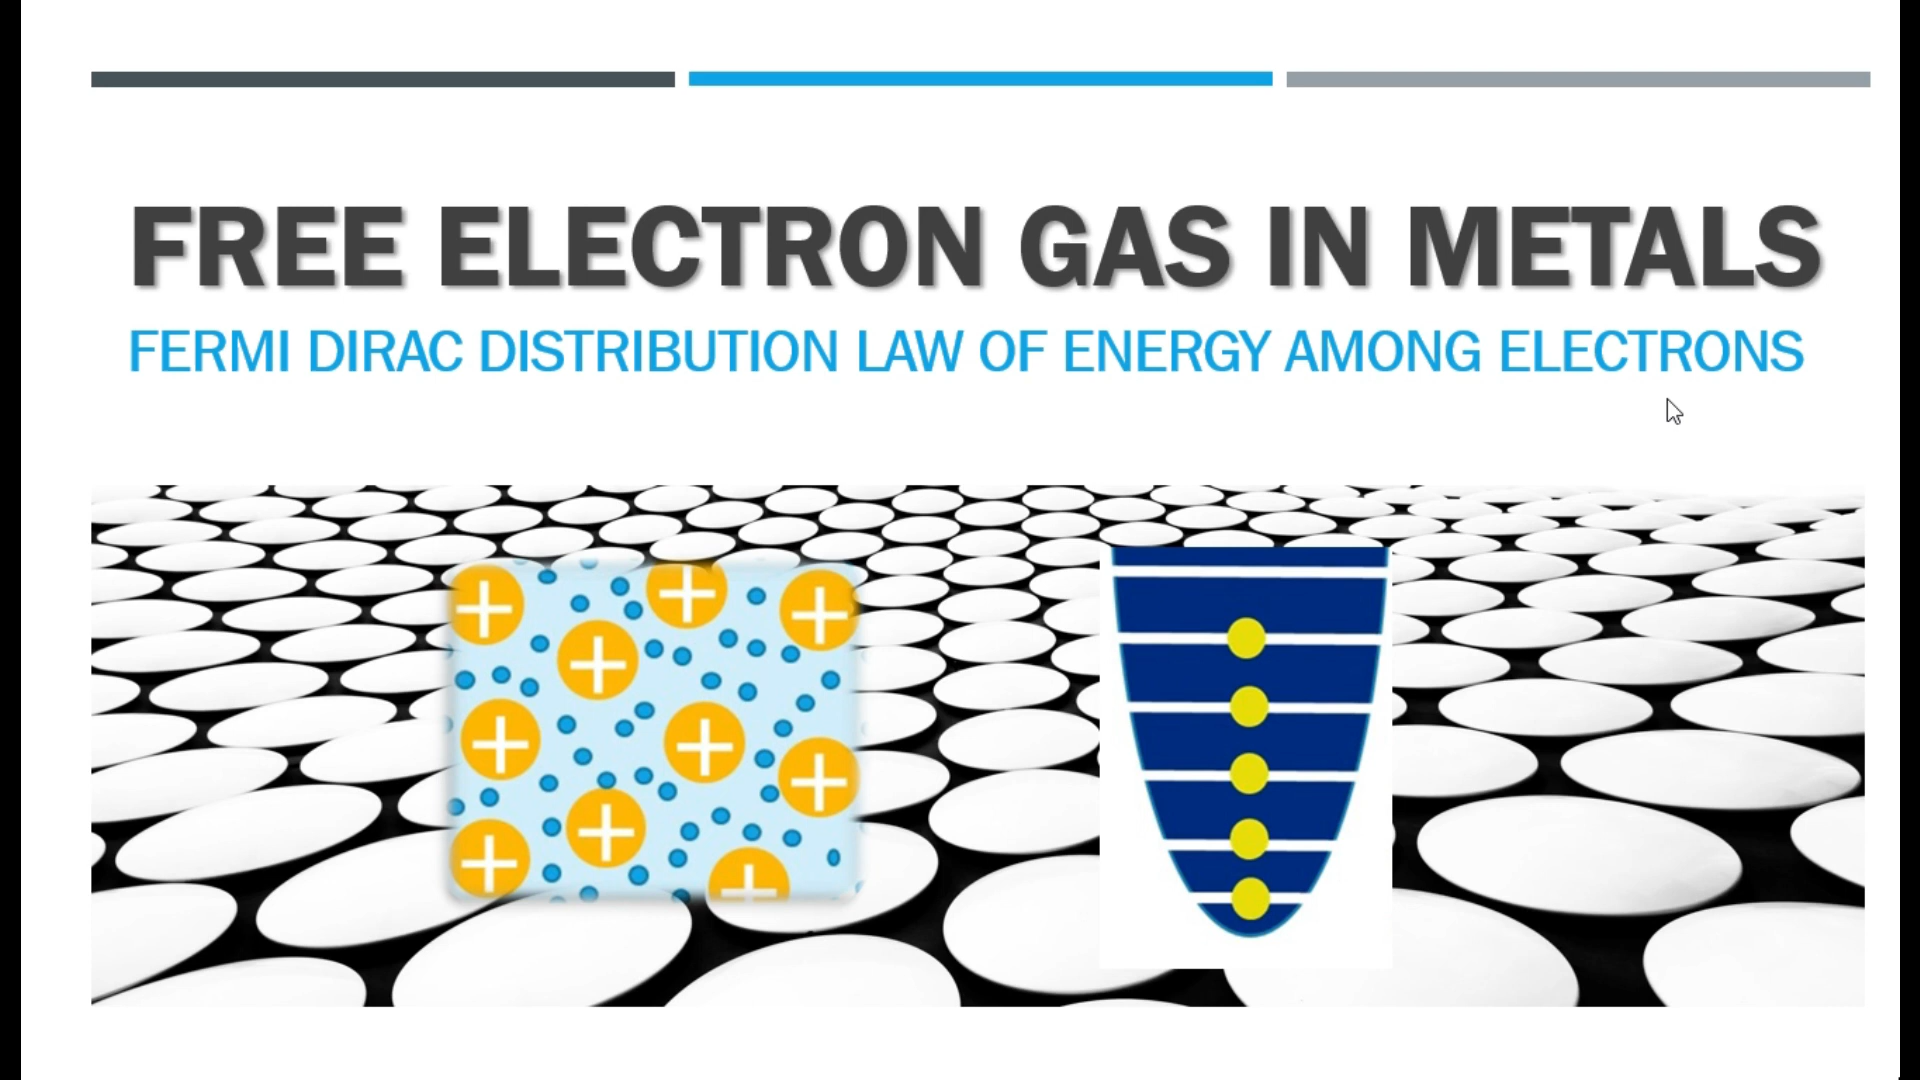 FREE ELECTRON GAS IN METALS
FERMI DIRAC DISTRIBUTION LAW OF ENERGY AMONG ELECTRONS